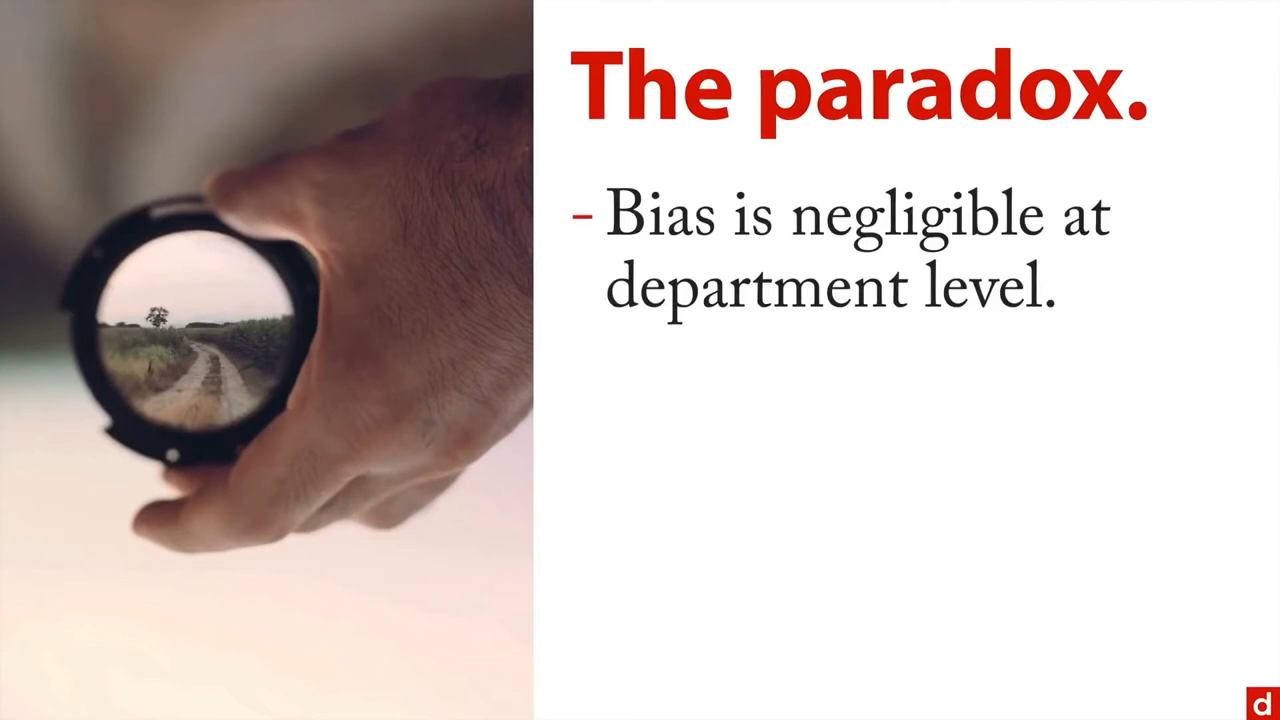 The paradox.
- Bias is negligible at
department level.
d